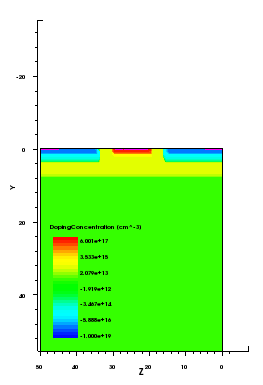 -20
0
Y
20
DopingConcentration (cm^-3)
6.001e+17
3.533e+15
2.079e+13
-1.919e+12
-3.467e+14
-5.888e+16
-1.000e+19
40
50 40 30 20 10 0
Z